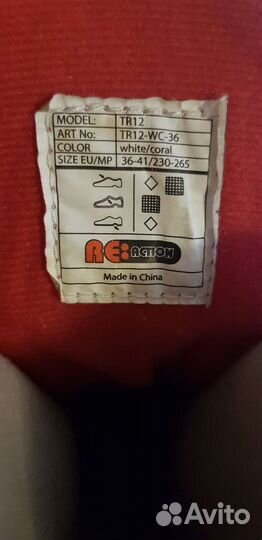 MODEL: TR12
ART No: TR12-WC-36
COLOR white/coral
SIZE EU/MP 36-41/230-265
RE:ACTION
Made in China
Avito